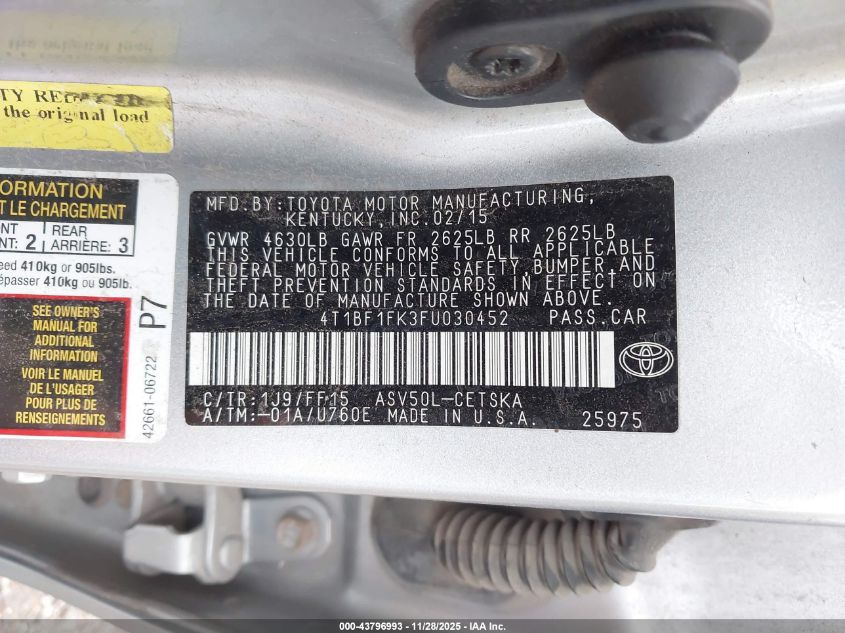 TY
the original load
ORMATION
T LE CHARGEMENT
NT 2 REAR
NT: 2 ARRIÈRE: 3
eed 410kg or 905lbs.
épasser 410kg ou 905lb.
SEE OWNER'S
MANUAL FOR
ADDITIONAL
INFORMATION
VOIR LE MANUEL
DE L'USAGER
POUR PLUS DE
RENSEIGNEMENTS
P7
42661-06722
MFD.BY:TOYOTA MOTOR MANUFACTURING,
KENTUCKY,INC.02/15
GVWR 4630LB GAWR FR 2625LB RR 2625LB
THIS VEHICLE CONFORMS TO ALL APPLICABLE
FEDERAL MOTOR VEHICLE SAFETY,BUMPER,AND
THEFT PREVENTION STANDARDS IN EFFECT ON
THE DATE OF MANUFACTURE SHOWN ABOVE.
4T1BF1FK3FU030452 PASS.CAR
C/TR:1J9/FF15 ASV50L-CETSKA
A/TM:-01A/U760E MADE IN U.S.A. 25975
000-43796993 - 11/28/2025 - IAA Inc.